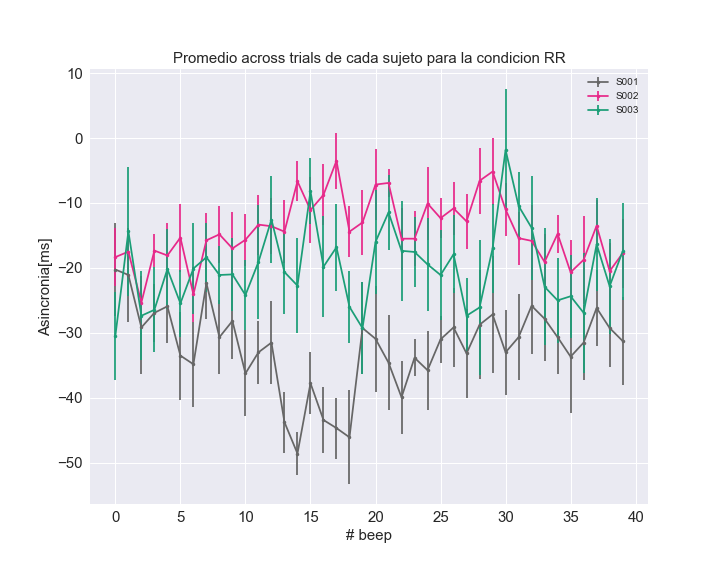 Promedio across trials de cada sujeto para la condicion RR
S001
S002
S003
10
0
−10
−20
−30
−40
−50
Asincronia[ms]
0 5 10 15 20 25 30 35 40
# beep